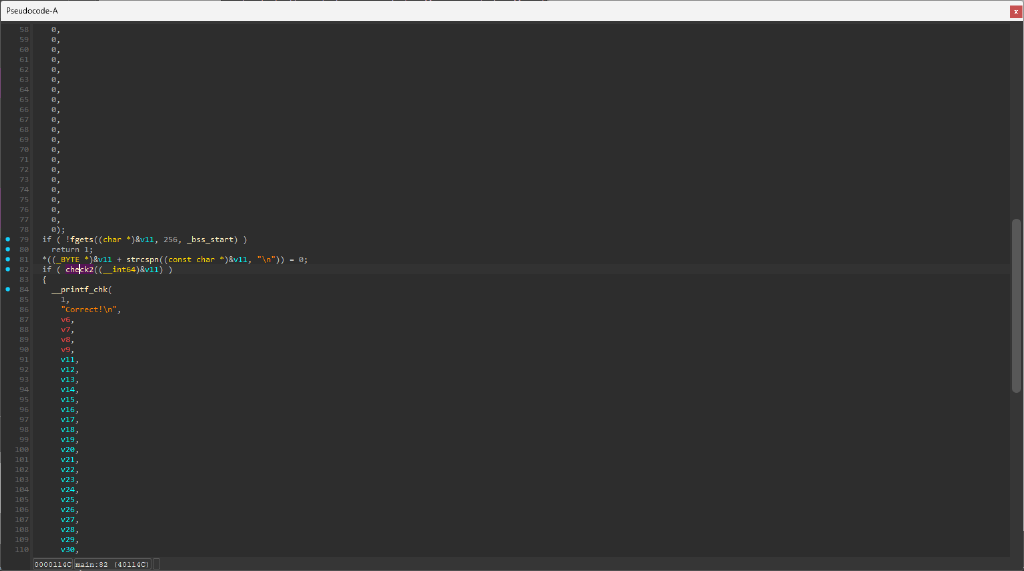 Pseudocode-A
x
58 0,
59 0,
60 0,
61 0,
62 0,
63 0,
64 0,
65 0,
66 0,
67 0,
68 0,
69 0,
70 0,
71 0,
72 0,
73 0,
74 0,
75 0,
76 0,
77 0,
78 0);
79 if ( !fgets((char *)&v11, 256, _bss_start) )
80 return 1;
81 *((_BYTE *)&v11 + strcspn((const char *)&v11, "\n")) = 0;
82 if ( check2((__int64)&v11) )
83 {
84 __printf_chk(
85 1,
86 "Correct!\n",
87 v6,
88 v7,
89 v8,
90 v9,
91 v11,
92 v12,
93 v13,
94 v14,
95 v15,
96 v16,
97 v17,
98 v18,
99 v19,
100 v20,
101 v21,
102 v22,
103 v23,
104 v24,
105 v25,
106 v26,
107 v27,
108 v28,
109 v29,
110 v30,
0000114C main:82 (40114C)